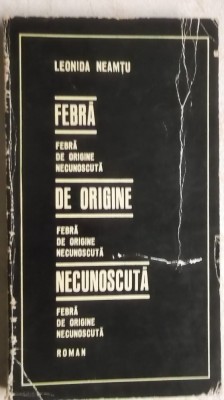 LEONIDA NEAMȚU
FEBRĂ
FEBRĂ
DE ORIGINE
NECUNOSCUTĂ
DE ORIGINE
FEBRĂ
DE ORIGINE
NECUNOSCUTĂ
NECUNOSCUTĂ
FEBRĂ
DE ORIGINE
NECUNOSCUTĂ
ROMAN